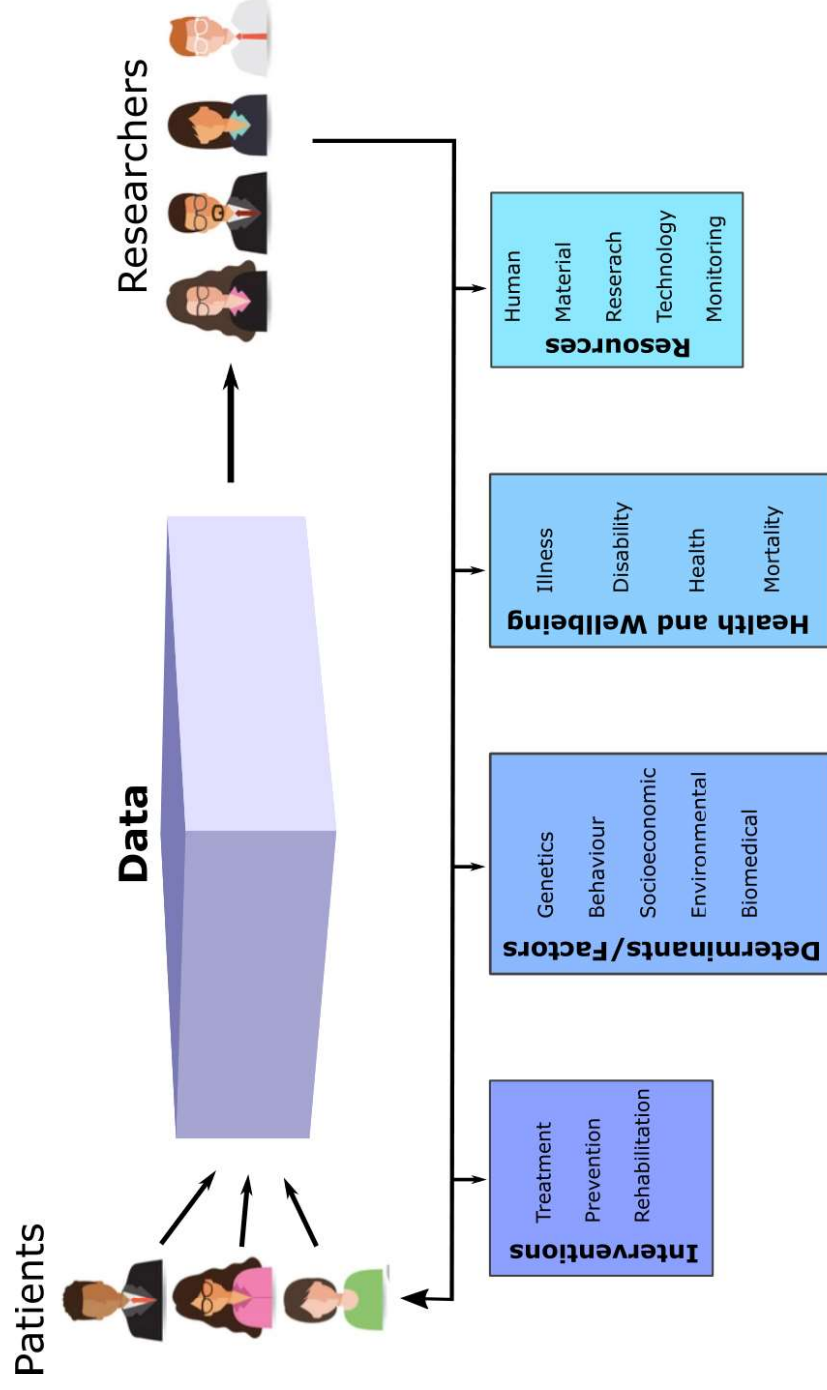 Patients
Data
Researchers
Interventions
Treatment
Prevention
Rehabilitation
Determinants/Factors
Genetics
Behaviour
Socioeconomic
Environmental
Biomedical
Health and Wellbeing
Illness
Disability
Health
Mortality
Resources
Human
Material
Reserach
Technology
Monitoring